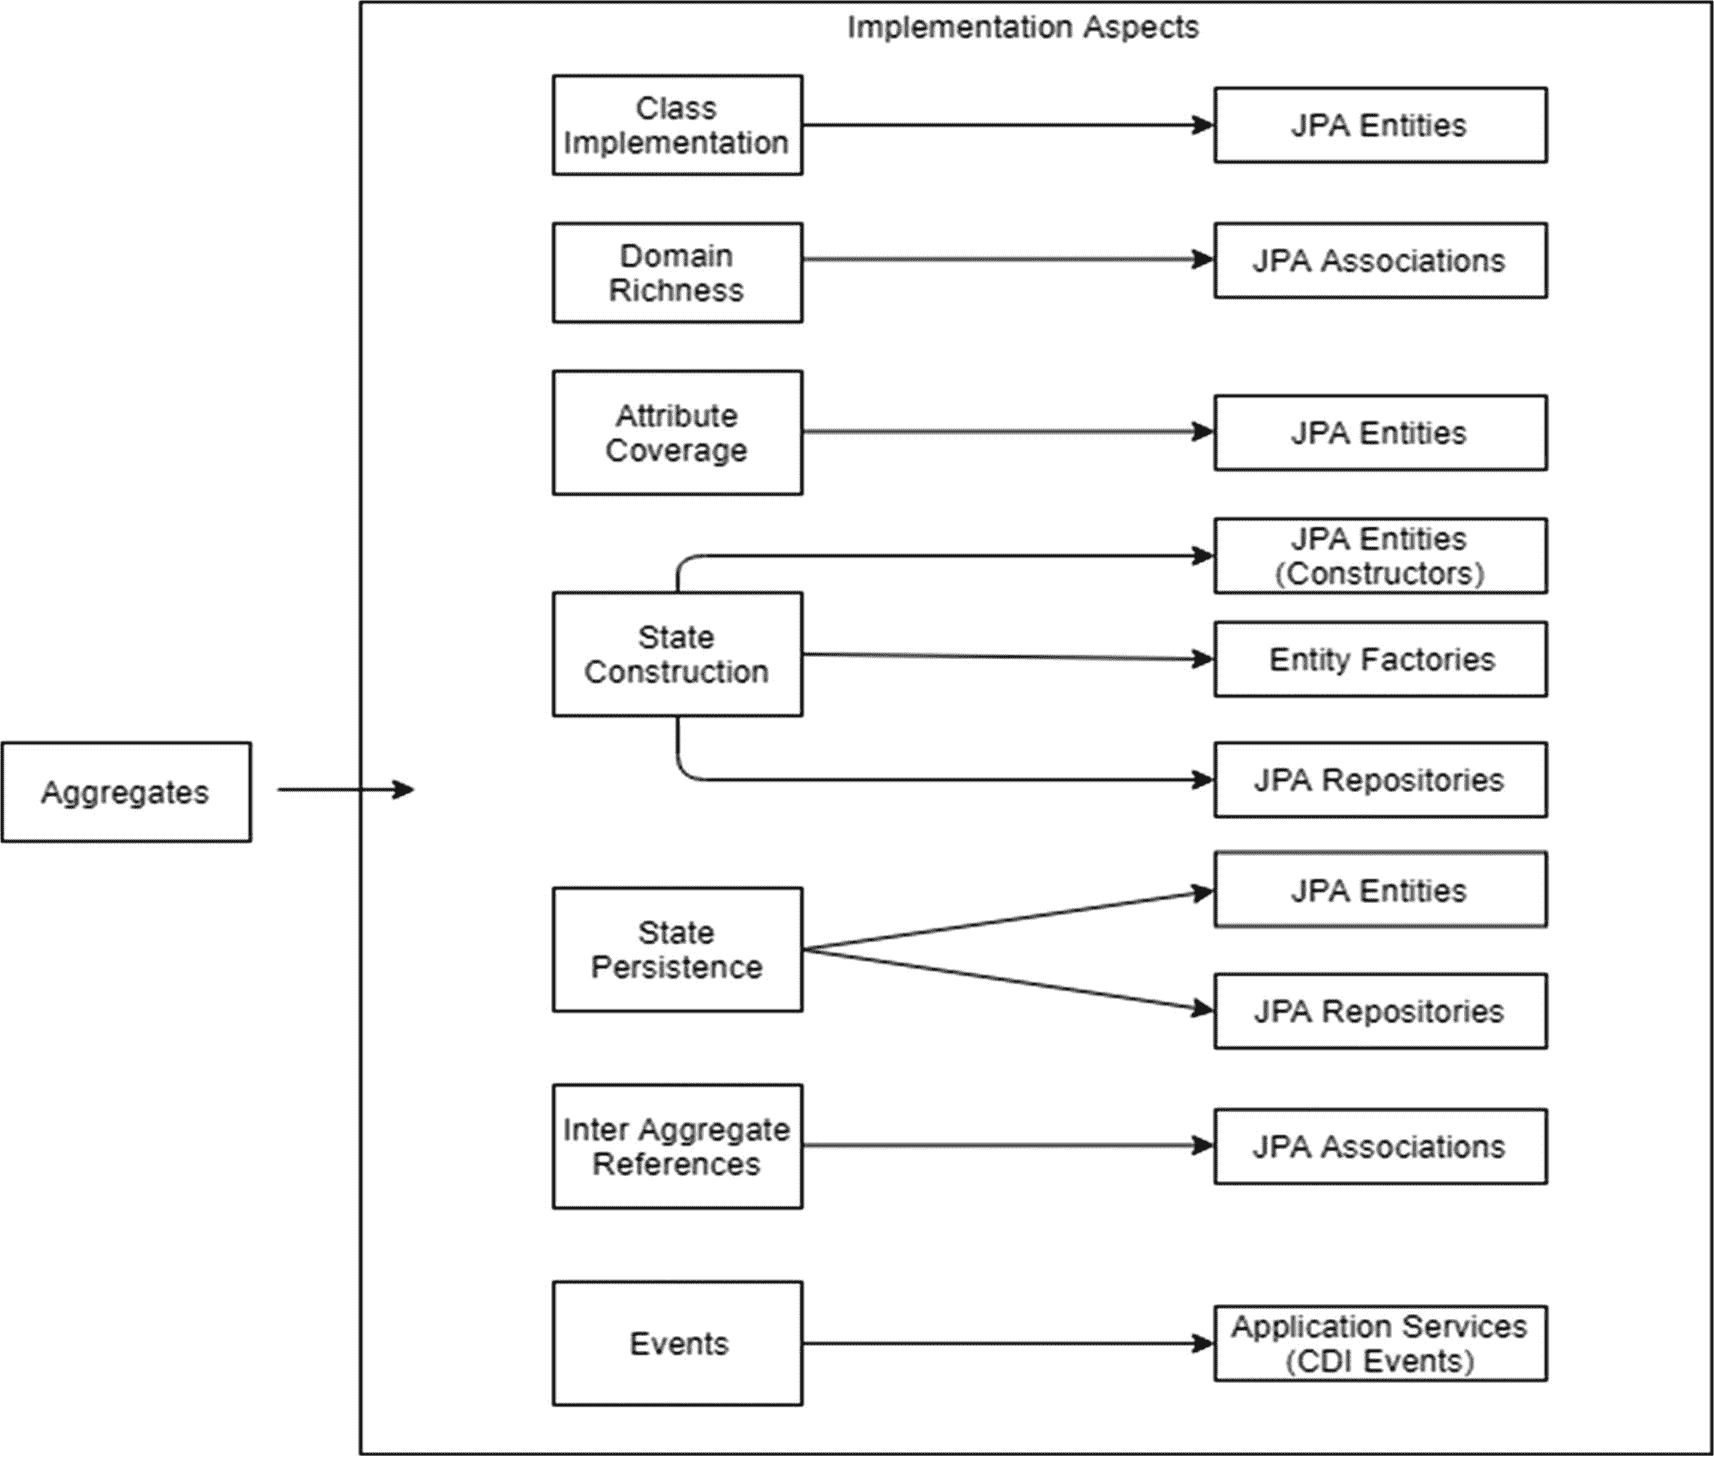 Implementation Aspects
Class
Implementation
JPA Entities
Domain
Richness
JPA Associations
Attribute
Coverage
JPA Entities
State
Construction
JPA Entities
(Constructors)
Entity Factories
JPA Repositories
Aggregates
State
Persistence
JPA Entities
JPA Repositories
Inter Aggregate
References
JPA Associations
Events
Application Services
(CDI Events)